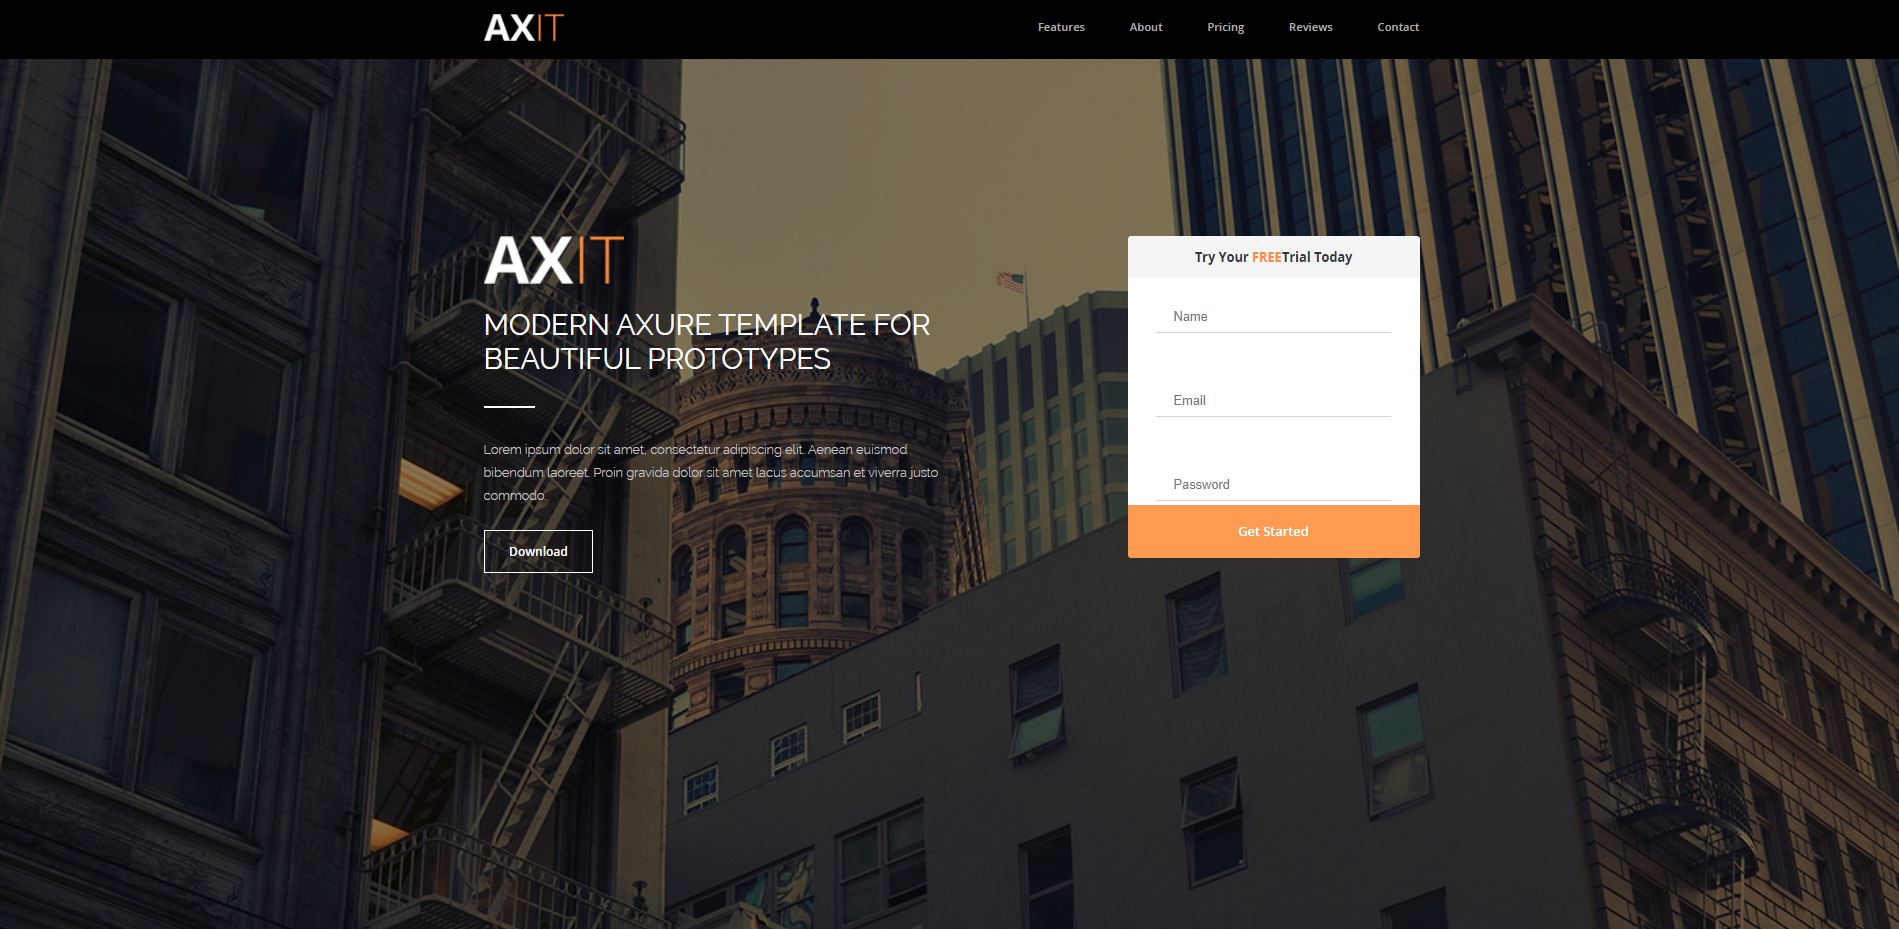 AXIT
Features About Pricing Reviews Contact
AXIT
MODERN AXURE TEMPLATE FOR
BEAUTIFUL PROTOTYPES
Lorem ipsum dolor sit amet, consectetur adipiscing elit. Aenean euismod
bibendum laoreet. Proin gravida dolor sit amet lacus accumsan et viverra justo
commodo.
Download
Try Your FREETrial Today
Name
Email
Password
Get Started